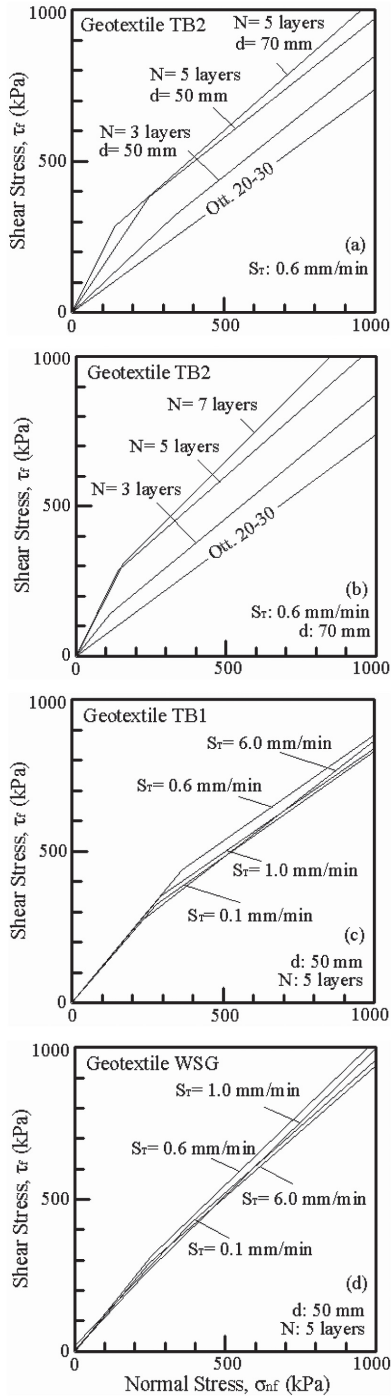 1000
Geotextile TB2
N= 5 layers
d= 70 mm
N= 5 layers
d= 50 mm
N= 3 layers
d= 50 mm
Ott. 20-30
500
0
Shear Stress, τf (kPa)
(a)
ST: 0.6 mm/min
0
500
1000
1000
Geotextile TB2
N= 7 layers
N= 5 layers
N= 3 layers
Ott. 20-30
500
0
Shear Stress, τf (kPa)
(b)
ST: 0.6 mm/min
d: 70 mm
0
500
1000
1000
Geotextile TB1
ST= 6.0 mm/min
ST= 0.6 mm/min
ST= 1.0 mm/min
ST= 0.1 mm/min
500
0
Shear Stress, τf (kPa)
(c)
d: 50 mm
N: 5 layers
0
500
1000
1000
Geotextile WSG
ST= 1.0 mm/min
ST= 0.6 mm/min
ST= 6.0 mm/min
ST= 0.1 mm/min
500
0
Shear Stress, τf (kPa)
(d)
d: 50 mm
N: 5 layers
0
500
1000
Normal Stress, σnf (kPa)